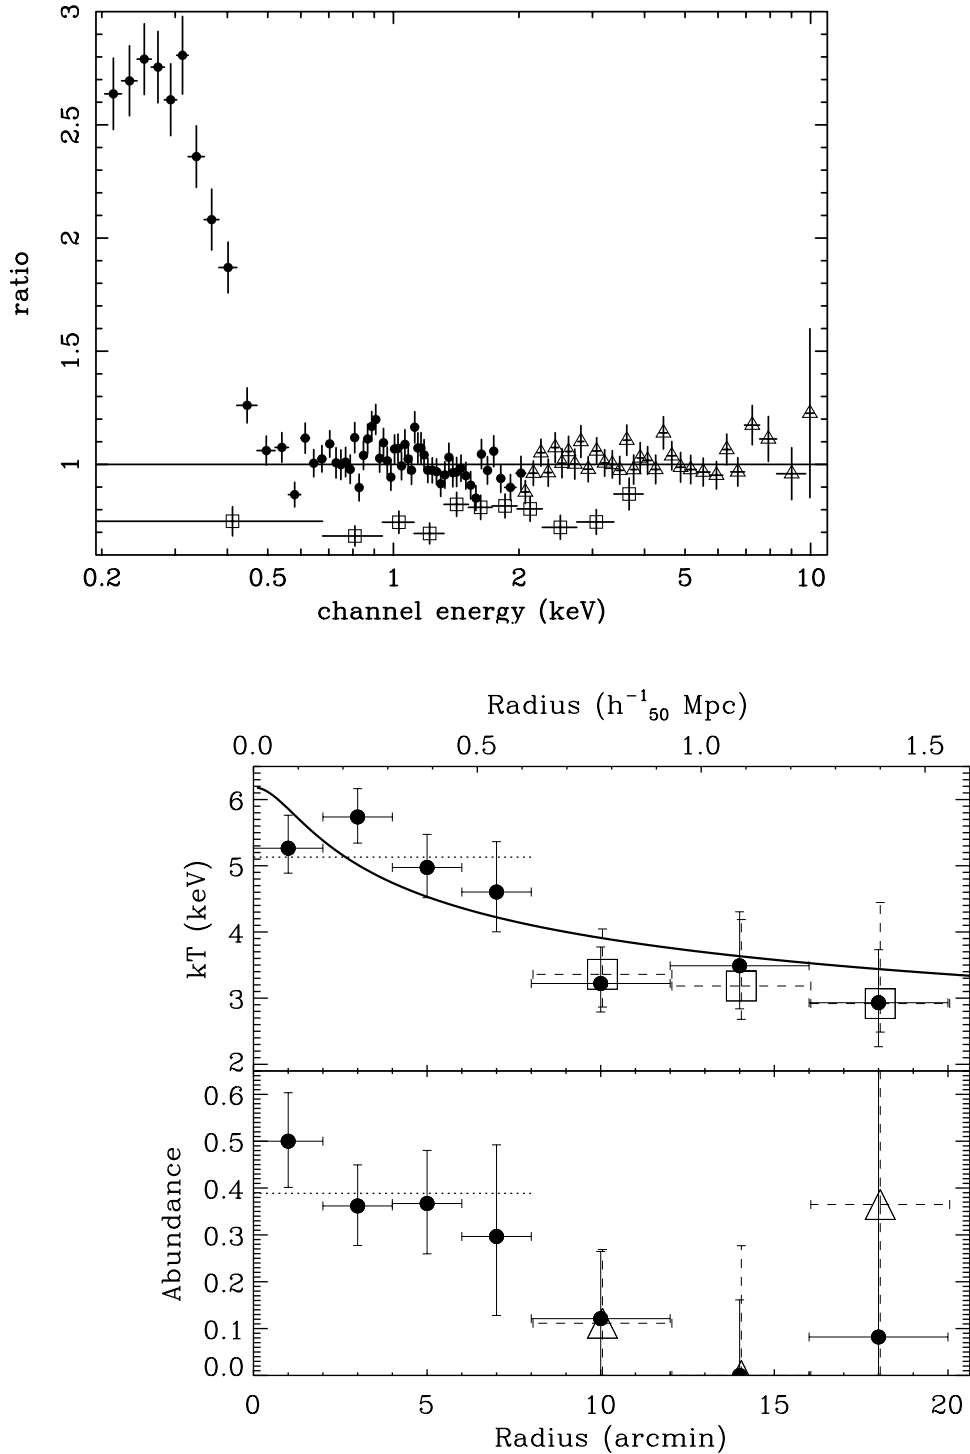 3
2.5
2
1.5
1
ratio
0.2 0.5 1 2 5 10
channel energy (keV)
Radius (h⁻¹₅₀ Mpc)
0.0 0.5 1.0 1.5
6
5
4
3
2
kT (keV)
0.6
0.5
0.4
0.3
0.2
0.1
0.0
Abundance
0 5 10 15 20
Radius (arcmin)